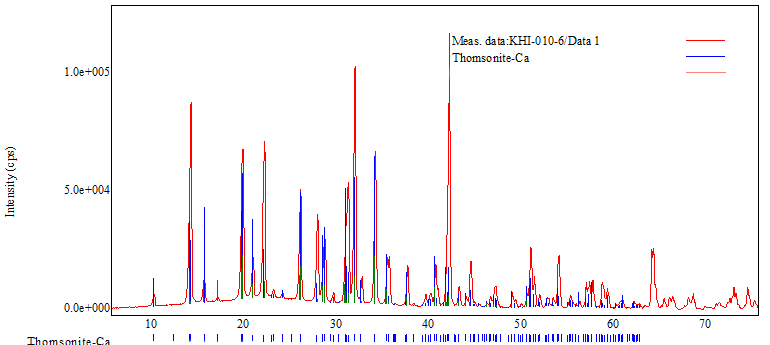 Meas. data:KHI-010-6/Data 1
Thomsonite-Ca
1.0e+005
5.0e+004
0.0e+000
Intensity (cps)
10 20 30 40 50 60 70
Thomsonite-Ca